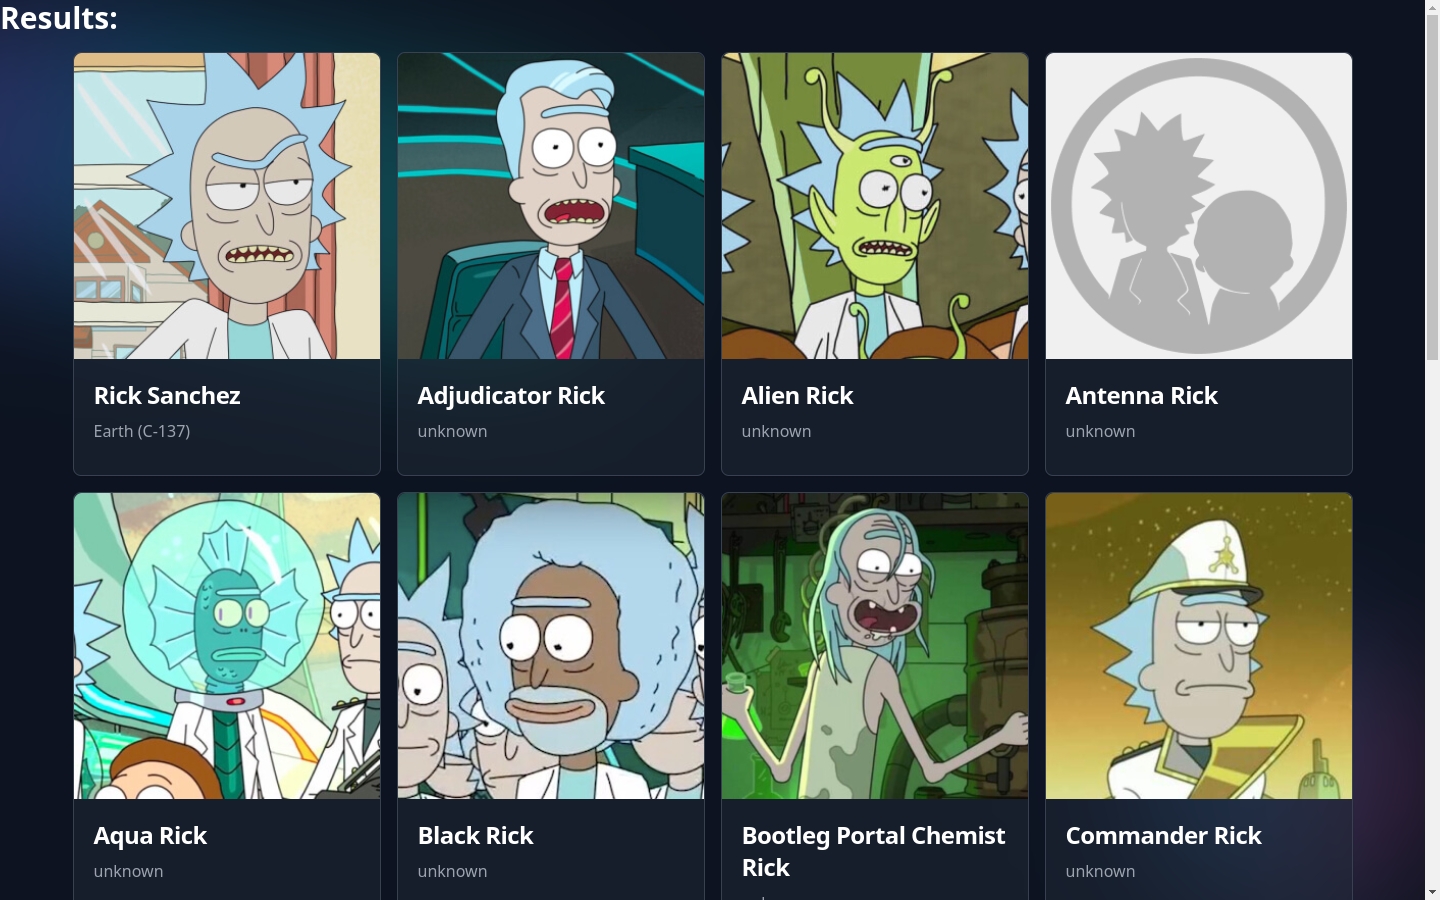 Results:
Rick Sanchez
Earth (C-137)
Adjudicator Rick
unknown
Alien Rick
unknown
Antenna Rick
unknown
Aqua Rick
unknown
Black Rick
unknown
Bootleg Portal Chemist
Rick
Commander Rick
unknown